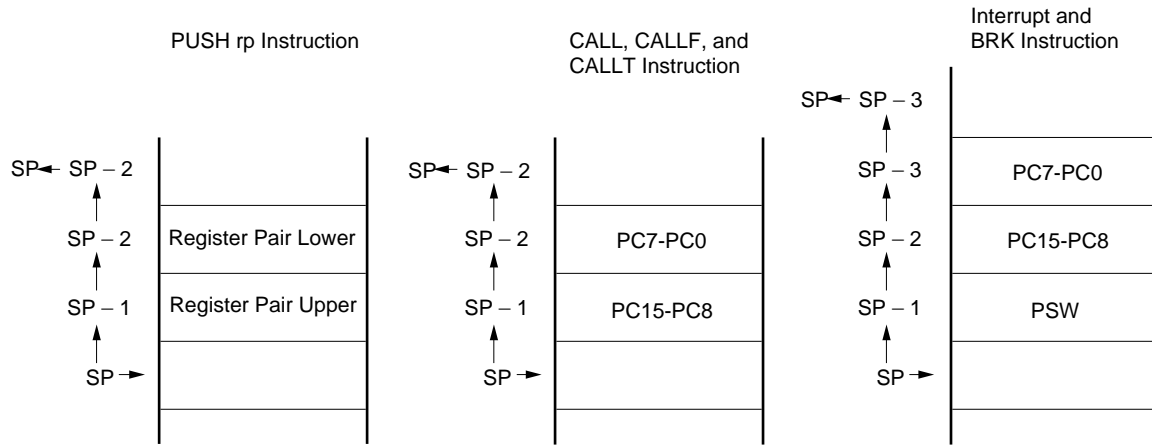 PUSH rp Instruction
SP SP – 2
SP – 2 Register Pair Lower
SP – 1 Register Pair Upper
SP
CALL, CALLF, and
CALLT Instruction
SP SP – 2
SP – 2 PC7-PC0
SP – 1 PC15-PC8
SP
Interrupt and
BRK Instruction
SP SP – 3
SP – 3 PC7-PC0
SP – 2 PC15-PC8
SP – 1 PSW
SP